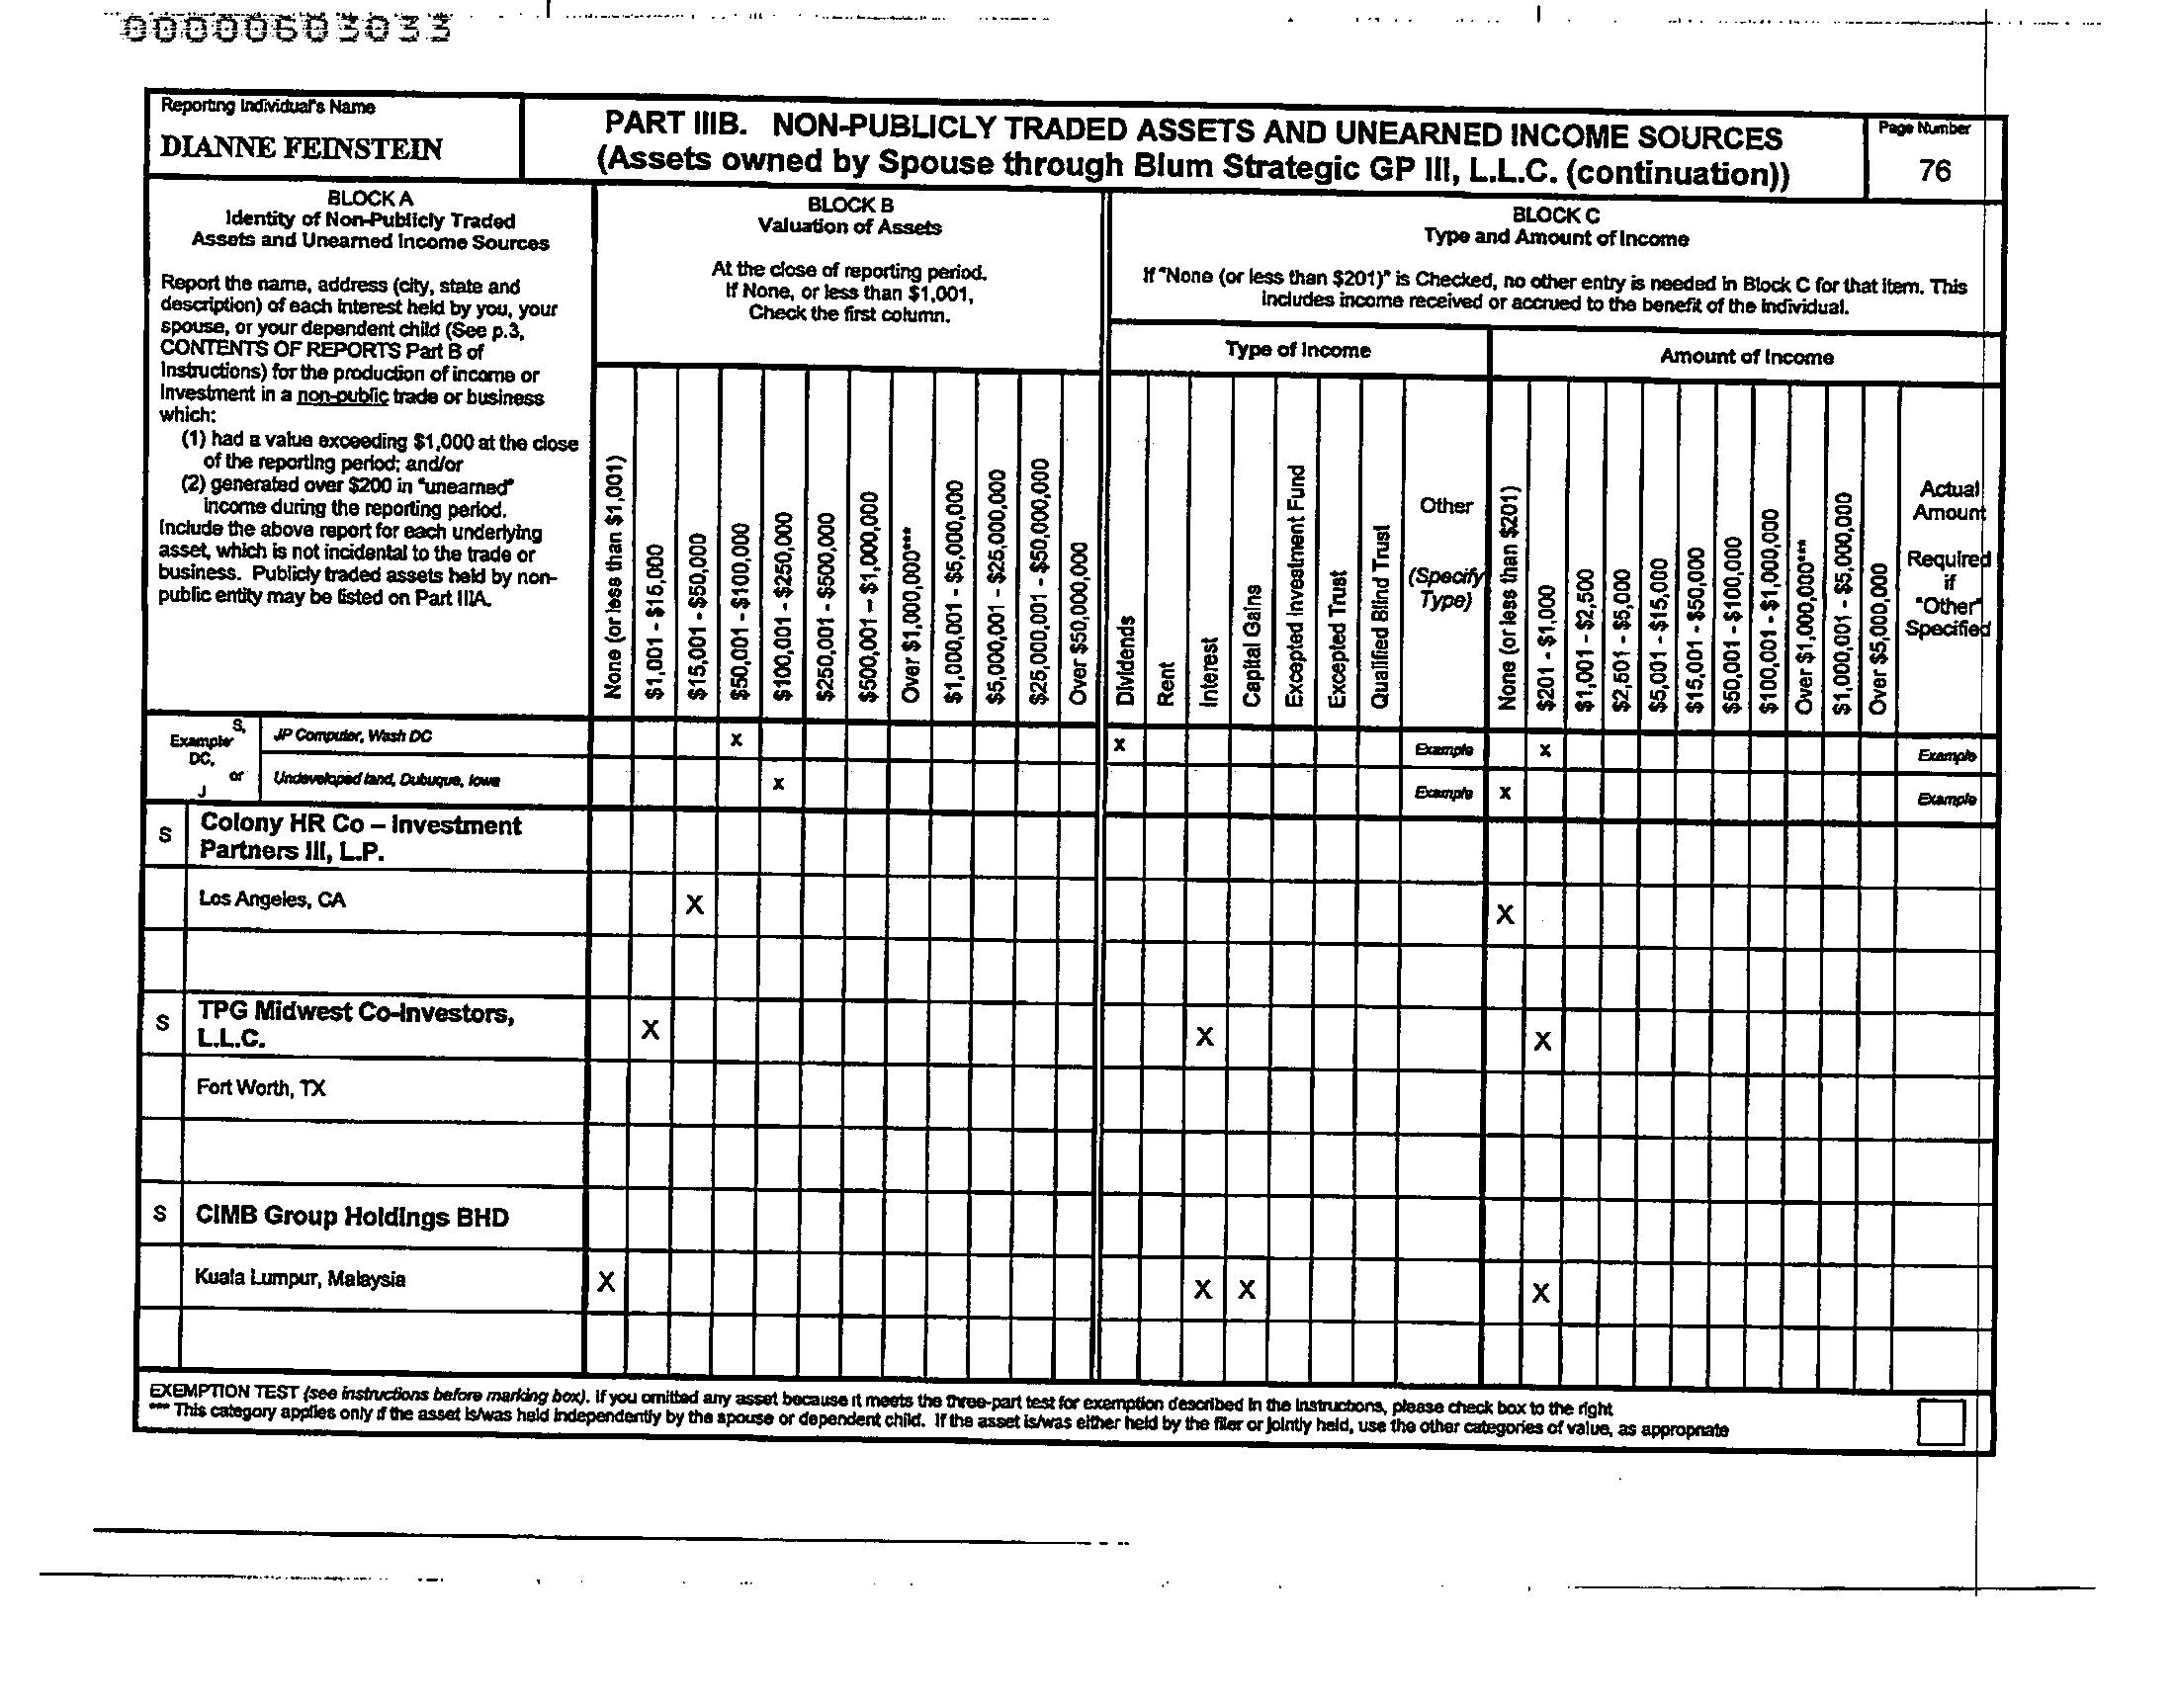 00000603033
Reporting Individual's Name
DIANNE FEINSTEIN
PART IIIB. NON-PUBLICLY TRADED ASSETS AND UNEARNED INCOME SOURCES
(Assets owned by Spouse through Blum Strategic GP III, L.L.C. (continuation))
Page Number
76
BLOCK A
Identity of Non-Publicly Traded
Assets and Unearned Income Sources
Report the name, address (city, state and
description) of each interest held by you, your
spouse, or your dependent child (See p.3,
CONTENTS OF REPORTS Part B of
Instructions) for the production of income or
Investment in a non-public trade or business
which:
(1) had a value exceeding $1,000 at the close
of the reporting period; and/or
(2) generated over $200 in "unearned"
income during the reporting period.
Include the above report for each underlying
asset, which is not incidental to the trade or
business. Publicly traded assets held by non-
public entity may be listed on Part IIIA.
BLOCK B
Valuation of Assets
At the close of reporting period.
If None, or less than $1,001,
Check the first column.
None (or less than $1,001)
$1,001 - $15,000
$15,001 - $50,000
$50,001 - $100,000
$100,001 - $250,000
$250,001 - $500,000
$500,001 – $1,000,000
Over $1,000,000***
$1,000,001 - $5,000,000
$5,000,001 - $25,000,000
$25,000,001 - $50,000,000
Over $50,000,000
BLOCK C
Type and Amount of Income
If "None (or less than $201)" is Checked, no other entry is needed in Block C for that item. This
includes income received or accrued to the benefit of the individual.
Type of Income
Dividends
Rent
Interest
Capital Gains
Excepted Investment Fund
Excepted Trust
Qualified Blind Trust
Other
(Specify
Type)
Amount of Income
None (or less than $201)
$201 - $1,000
$1,001 - $2,500
$2,501 - $5,000
$5,001 - $15,000
$15,001 - $50,000
$50,001 - $100,000
$100,001 - $1,000,000
Over $1,000,000***
$1,000,001 - $5,000,000
Over $5,000,000
Actual
Amount
Required
if
"Other"
Specified
S,
Example
DC,
or
J
JP Computer, Wash DC x x Example x Example
Undeveloped land, Dubuque, Iowa x Example x Example
S Colony HR Co – Investment
Partners III, L.P.
Los Angeles, CA X X
S TPG Midwest Co-Investors,
L.L.C. X X X
Fort Worth, TX
S CIMB Group Holdings BHD
Kuala Lumpur, Malaysia X X X X
EXEMPTION TEST (see instructions before marking box). If you omitted any asset because it meets the three-part test for exemption described in the instructions, please check box to the right
*** This category applies only if the asset is/was held independently by the spouse or dependent child. If the asset is/was either held by the filer or jointly held, use the other categories of value, as appropriate